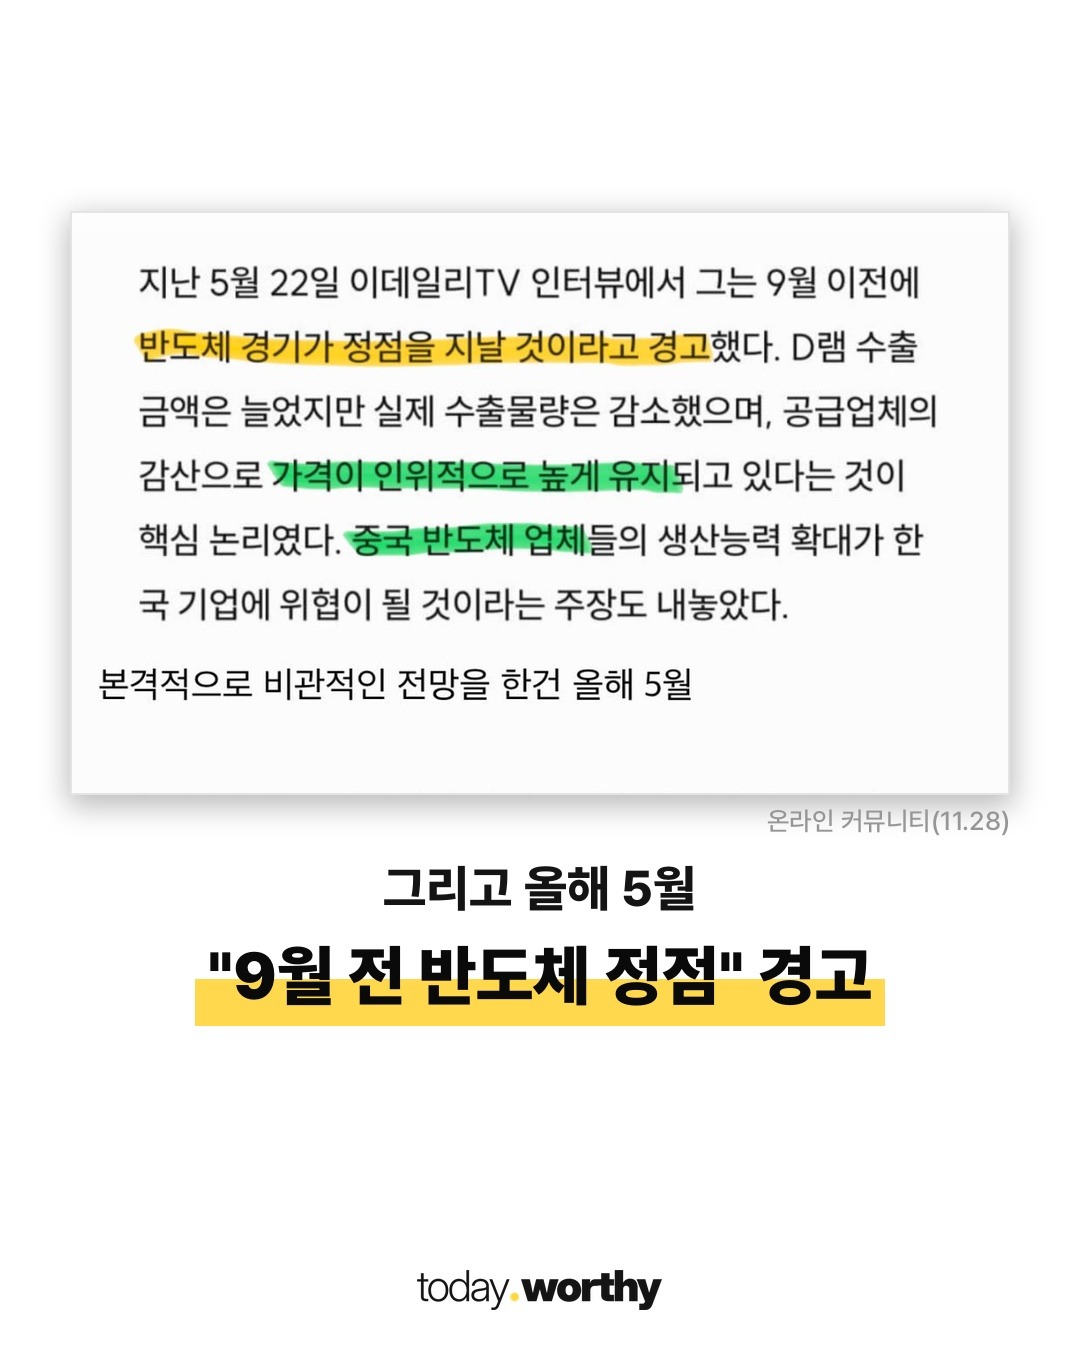 지난 5월 22일 이데일리TV 인터뷰에서 그는 9월 이전에
반도체 경기가 정점을 지날 것이라고 경고했다. D램 수출
금액은 늘었지만 실제 수출물량은 감소했으며, 공급업체의
감산으로 가격이 인위적으로 높게 유지되고 있다는 것이
핵심 논리였다. 중국 반도체 업체들의 생산능력 확대가 한
국 기업에 위협이 될 것이라는 주장도 내놓았다.
본격적으로 비관적인 전망을 한건 올해 5월
온라인 커뮤니티(11.28)
그리고 올해 5월
"9월 전 반도체 정점" 경고
today.worthy